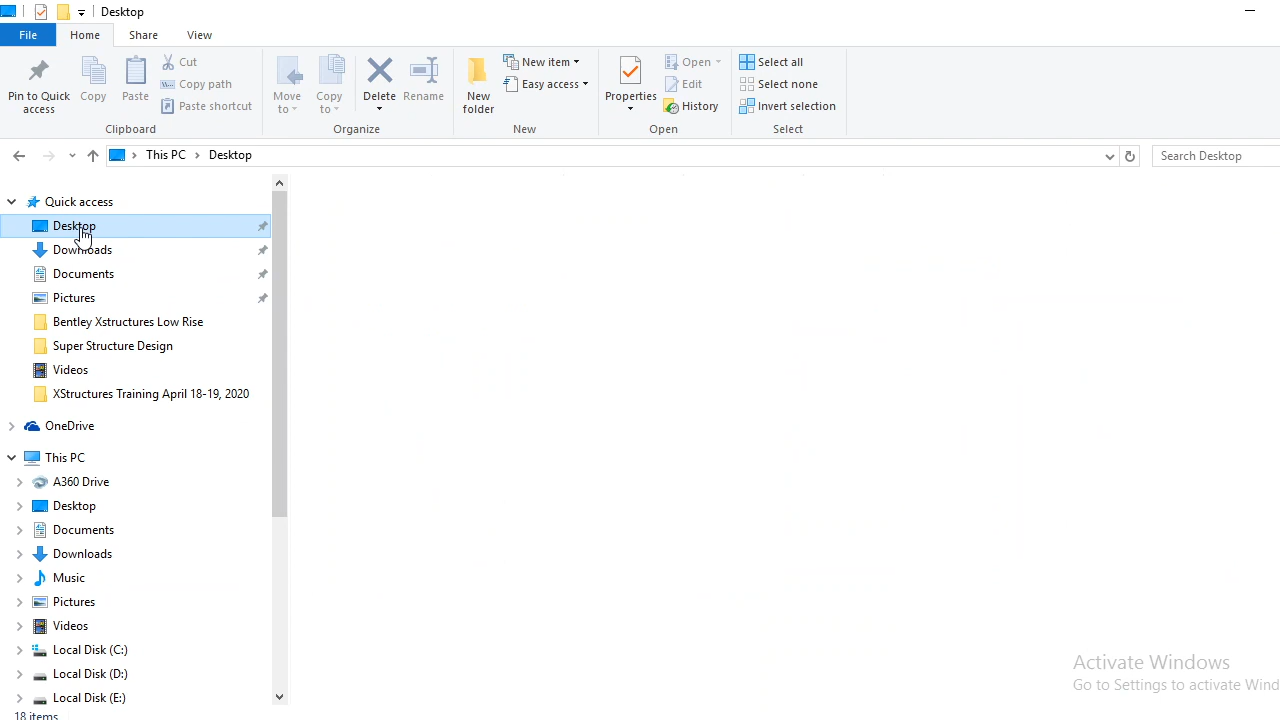 Desktop
File Home Share View
Pin to Quick access
Copy
Paste
Cut
Copy path
Paste shortcut
Clipboard
Move to
Copy to
Delete
Rename
Organize
New folder
New item
Easy access
New
Properties
Open
Edit
History
Open
Select all
Select none
Invert selection
Select
This PC > Desktop
Search Desktop
Quick access
Desktop
Downloads
Documents
Pictures
Bentley Xstructures Low Rise
Super Structure Design
Videos
XStructures Training April 18-19, 2020
OneDrive
This PC
A360 Drive
Desktop
Documents
Downloads
Music
Pictures
Videos
Local Disk (C:)
Local Disk (D:)
Local Disk (E:)
18 items
Activate Windows
Go to Settings to activate Wind